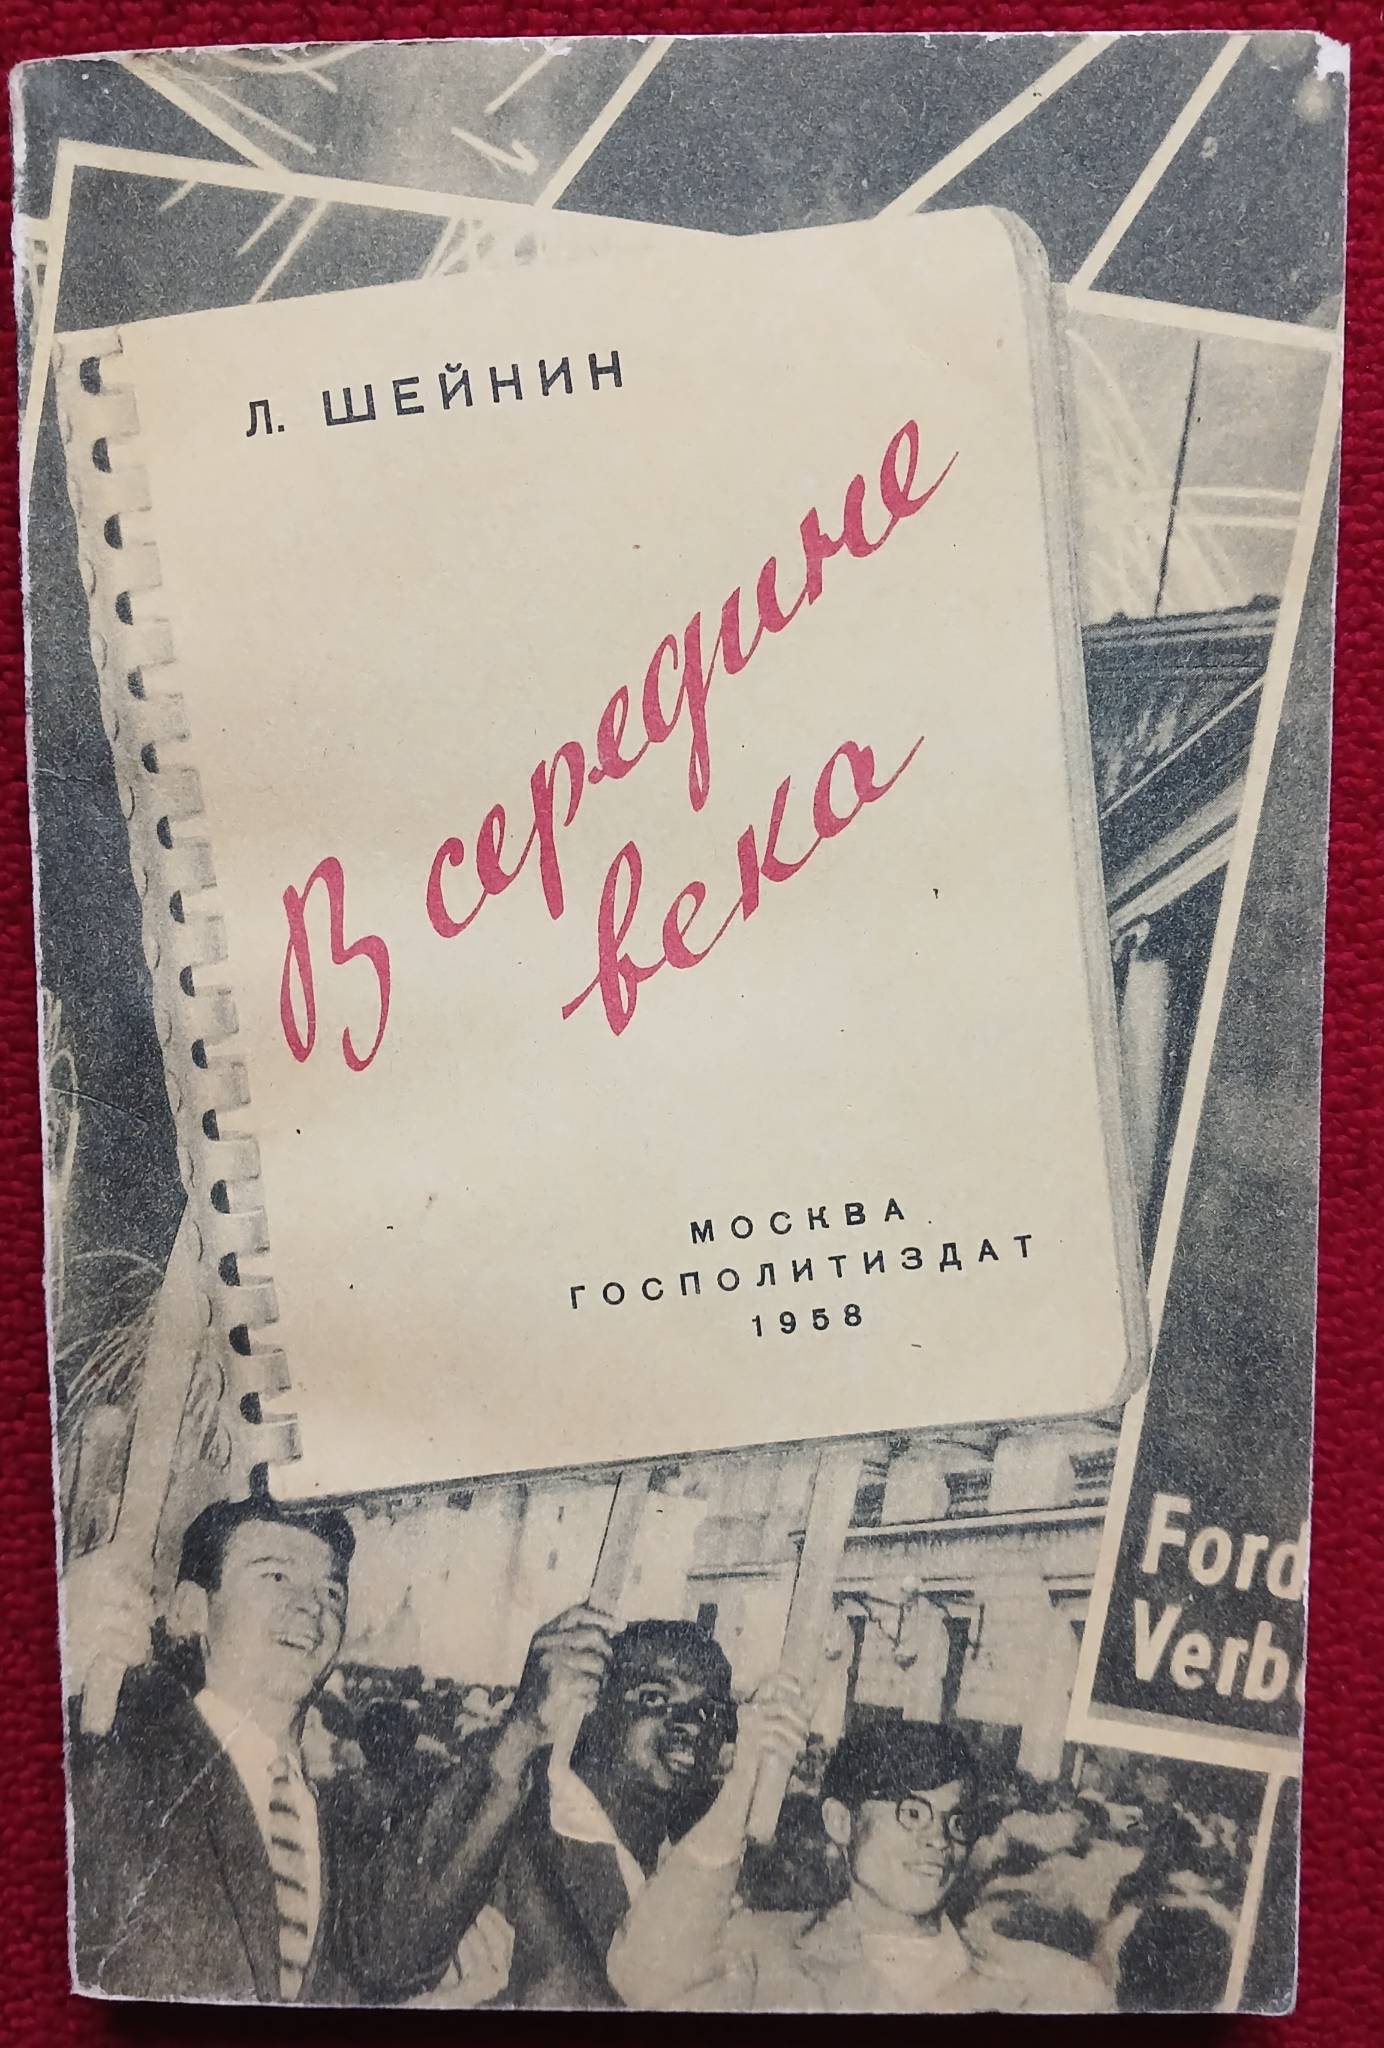 Л. ШЕЙНИН
В середине
века
МОСКВА
ГОСПОЛИТИЗДАТ
1958
Ford
Verb